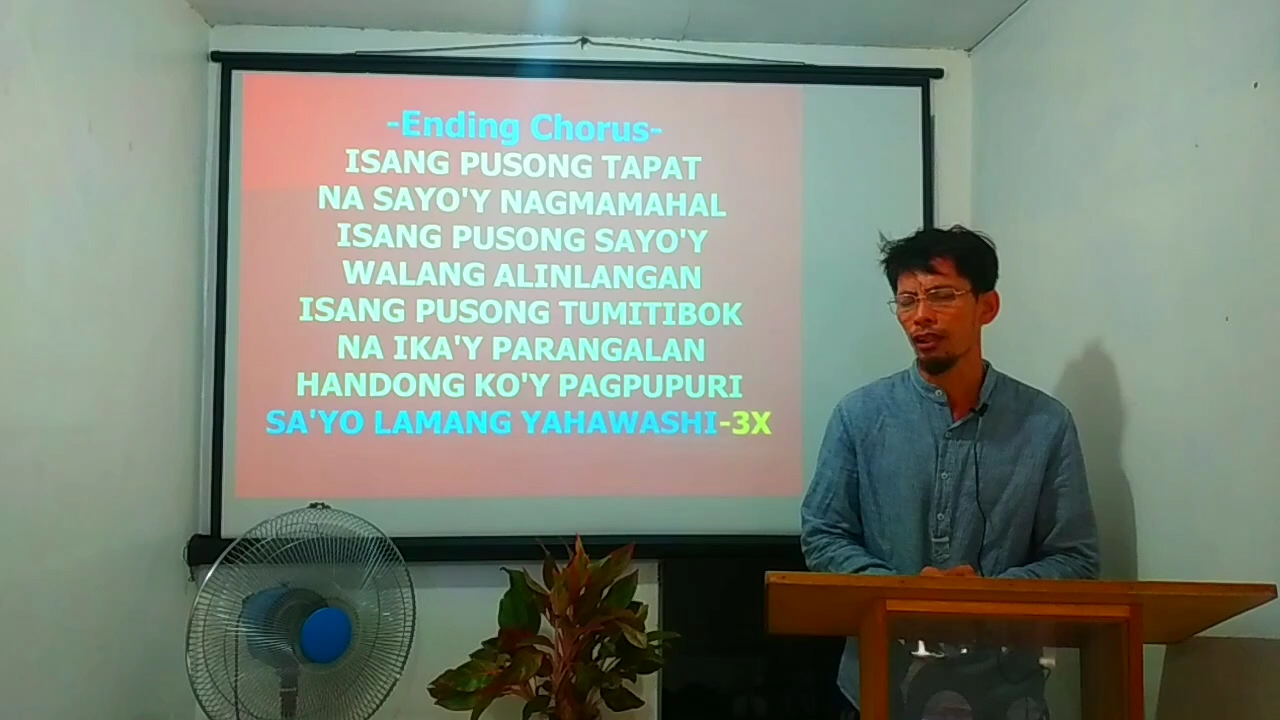 -Ending Chorus-
ISANG PUSONG TAPAT
NA SAYO'Y NAGMAMAHAL
ISANG PUSONG SAYO'Y
WALANG ALINLANGAN
ISANG PUSONG TUMITIBOK
NA IKA'Y PARANGALAN
HANDONG KO'Y PAGPUPURI
SA'YO LAMANG YAHAWASHI-3X